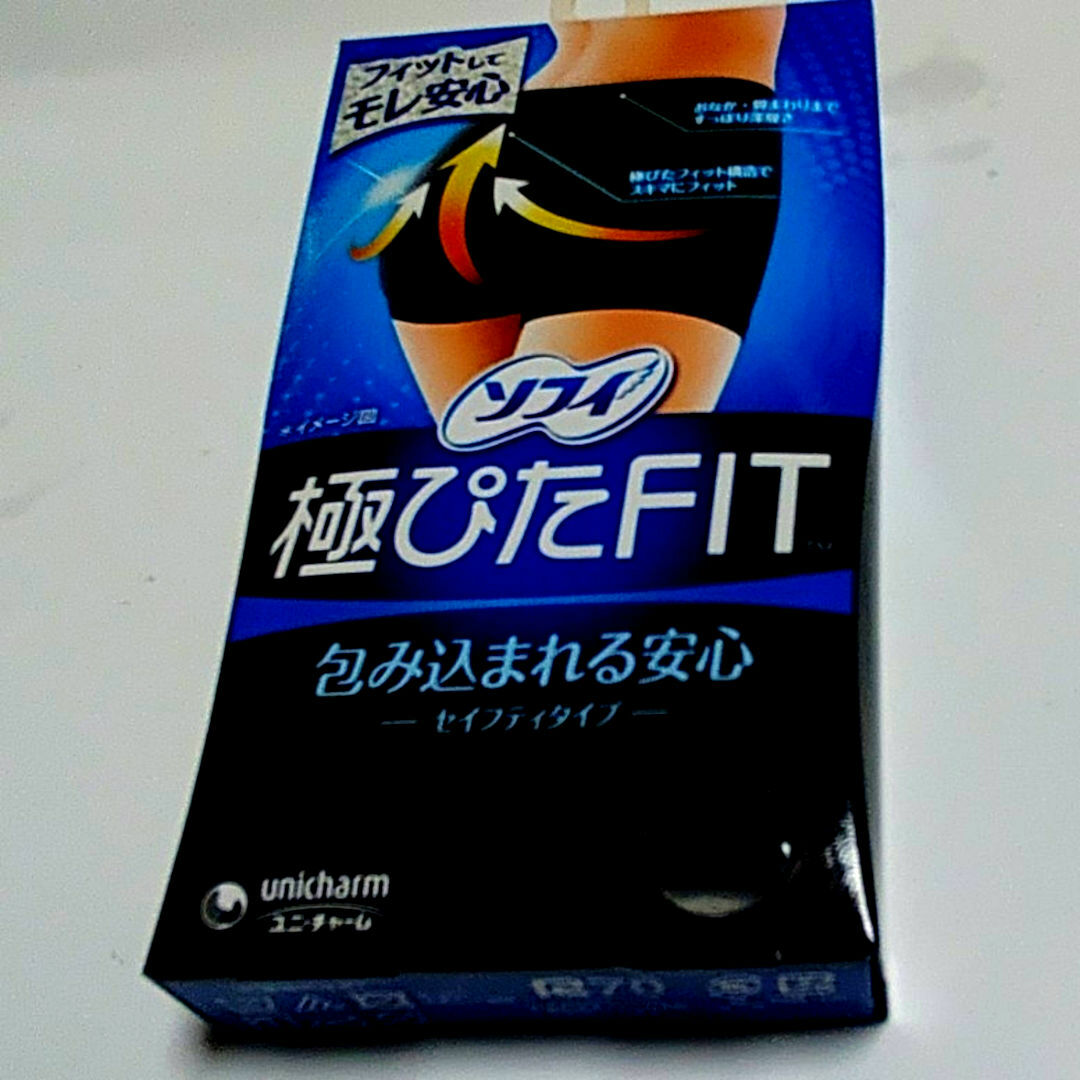 フィットして
モレ安心
おなか・骨まわりまで
すっぽり深履き
極ぴたフィット構造で
スキマにフィット
ソフィ
＊イメージ図
極ぴたFIT
包み込まれる安心
セイフティタイプ
unicharm
ユニ・チャーム